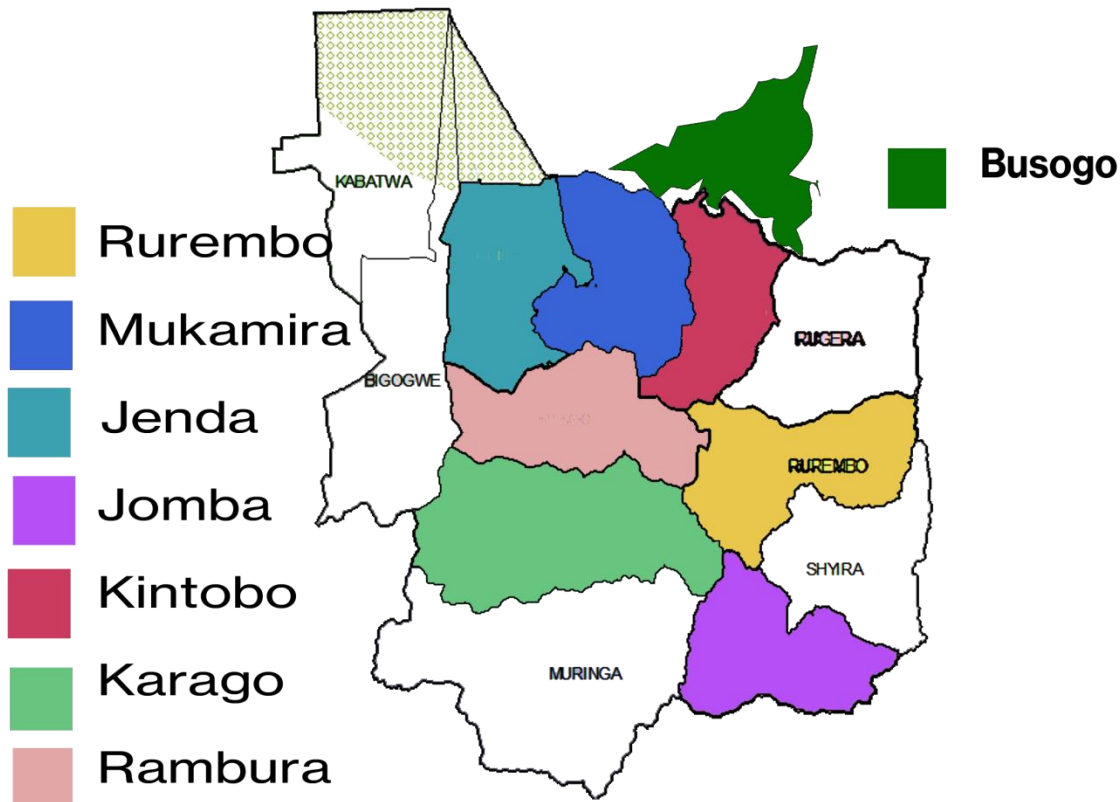 Busogo
KABATWA
Rurembo
Mukamira
RUGERA
BIGOGWE
Jenda
RUREMBO
Jomba
SHYIRA
Kintobo
MURINGA
Karago
Rambura